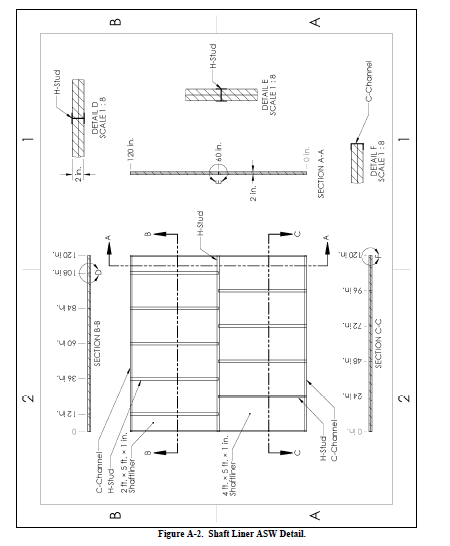 B
A
H-Stud
2 in.
DETAIL D
SCALE 1 : 8
H-Stud
DETAIL E
SCALE 1 : 8
C-Channel
DETAIL F
SCALE 1 : 8
1
1
120 in.
60 in.
0 in.
E
2 in.
SECTION A-A
120 in.
108 in.
84 in.
60 in.
36 in.
12 in.
0
D
SECTION B-B
A
A
B
B
C
C
H-Stud
C-Channel
H-Stud
2 ft. × 5 ft. × 1 in.
Shaftliner
4 ft. × 5 ft. × 1 in.
Shaftliner
H-Stud
C-Channel
120 in.
96 in.
72 in.
48 in.
24 in.
0 in.
F
SECTION C-C
2
2
B
A
Figure A-2. Shaft Liner ASW Detail.